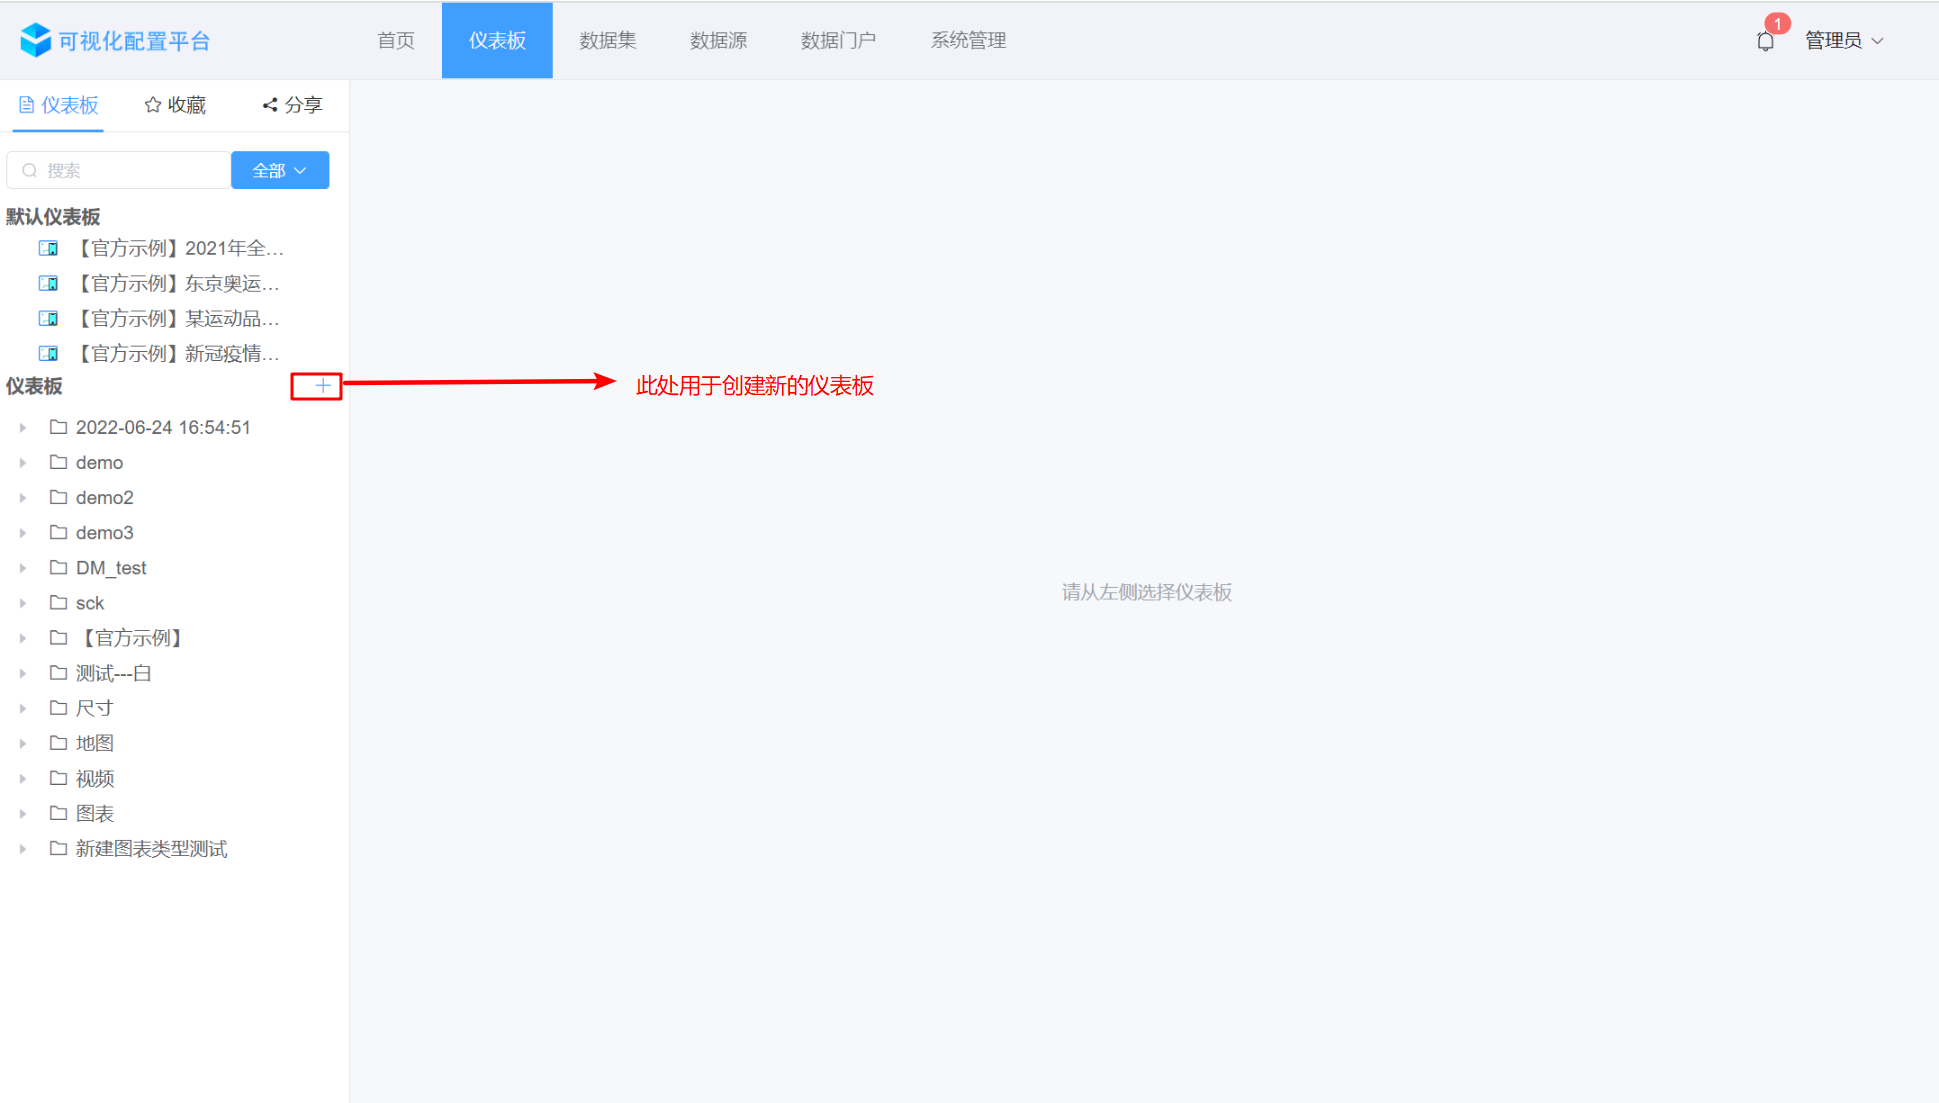 可视化配置平台
首页
仪表板
数据集
数据源
数据门户
系统管理
1
管理员
仪表板
收藏
分享
搜索
全部
默认仪表板
【官方示例】2021年全...
【官方示例】东京奥运...
【官方示例】某运动品...
【官方示例】新冠疫情...
仪表板
此处用于创建新的仪表板
2022-06-24 16:54:51
demo
demo2
demo3
DM_test
sck
【官方示例】
测试---白
尺寸
地图
视频
图表
新建图表类型测试
请从左侧选择仪表板